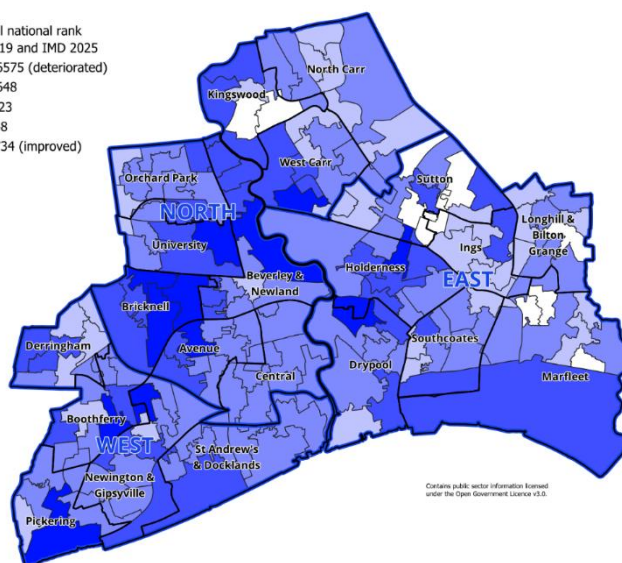 l national rank
19 and IMD 2025
5575 (deteriorated)
548
23
8
734 (improved)
North Carr
Kingswood
West Carr
Sutton
Orchard Park
NORTH
University
Longhill &
Bilton
Grange
Ings
Holderness
EAST
Beverley &
Newland
Bricknell
Derringham
Avenue
Southcoates
Central
Drypool
Marfleet
Boothferry
WEST
St Andrew's
& Docklands
Newington &
Gipsyville
Pickering
Contains public sector information licensed
under the Open Government Licence v3.0.